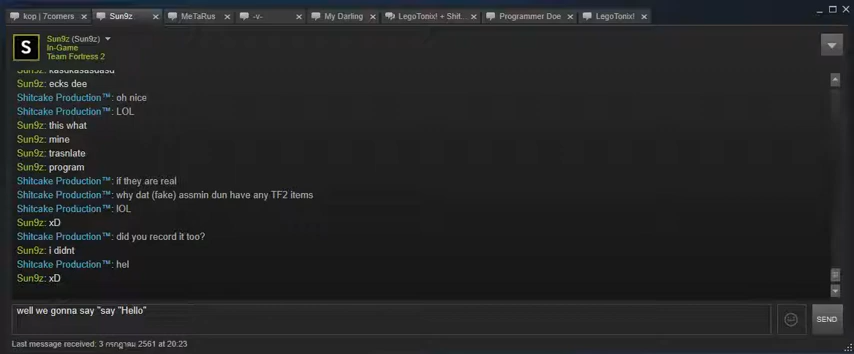 kop | 7corners
Sun9z
MeTaRus
-v-
My Darling
LegoTonix! + Shit...
Programmer Doe
LegoTonix!
S
Sun9z (Sun9z)
In-Game
Team Fortress 2
Sun9z: kasdkasasdasd
Sun9z: ecks dee
Shitcake Production™: oh nice
Shitcake Production™: LOL
Sun9z: this what
Sun9z: mine
Sun9z: trasnlate
Sun9z: program
Shitcake Production™: if they are real
Shitcake Production™: why dat (fake) assmin dun have any TF2 items
Shitcake Production™: lOL
Sun9z: xD
Shitcake Production™: did you record it too?
Sun9z: i didnt
Shitcake Production™: hel
Sun9z: xD
well we gonna say "say "Hello"
SEND
Last message received: 3 กรกฎาคม 2561 at 20:23